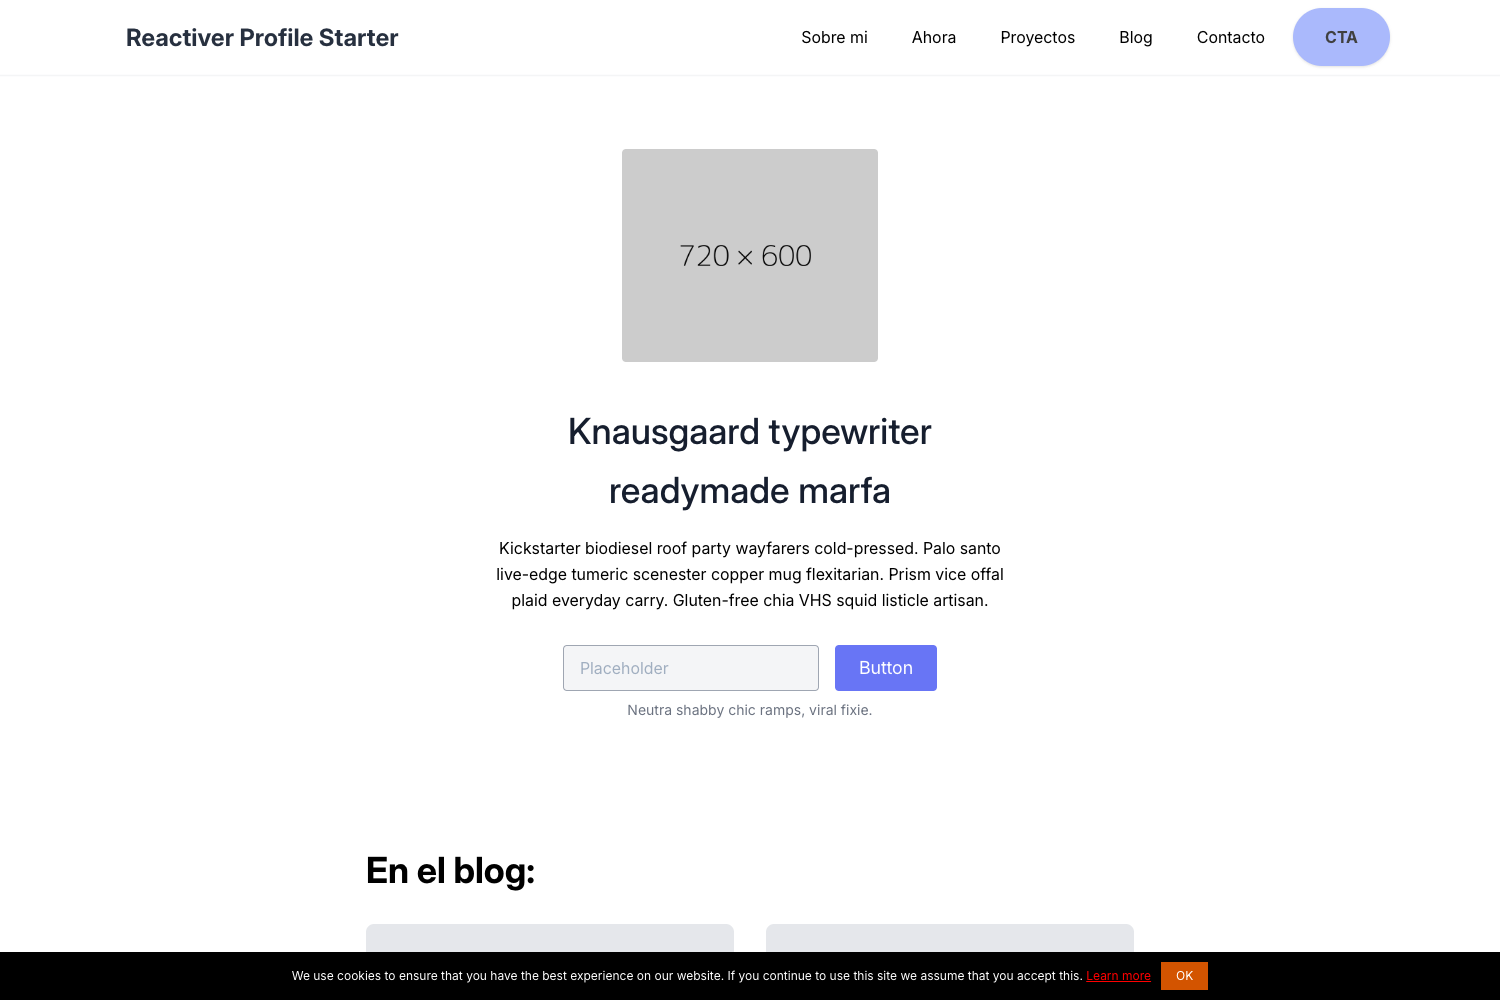 Reactiver Profile Starter
Sobre mi
Ahora
Proyectos
Blog
Contacto
CTA
720 × 600
Knausgaard typewriter
readymade marfa
Kickstarter biodiesel roof party wayfarers cold-pressed. Palo santo
live-edge tumeric scenester copper mug flexitarian. Prism vice offal
plaid everyday carry. Gluten-free chia VHS squid listicle artisan.
Placeholder
Button
Neutra shabby chic ramps, viral fixie.
En el blog:
We use cookies to ensure that you have the best experience on our website. If you continue to use this site we assume that you accept this. Learn more
OK